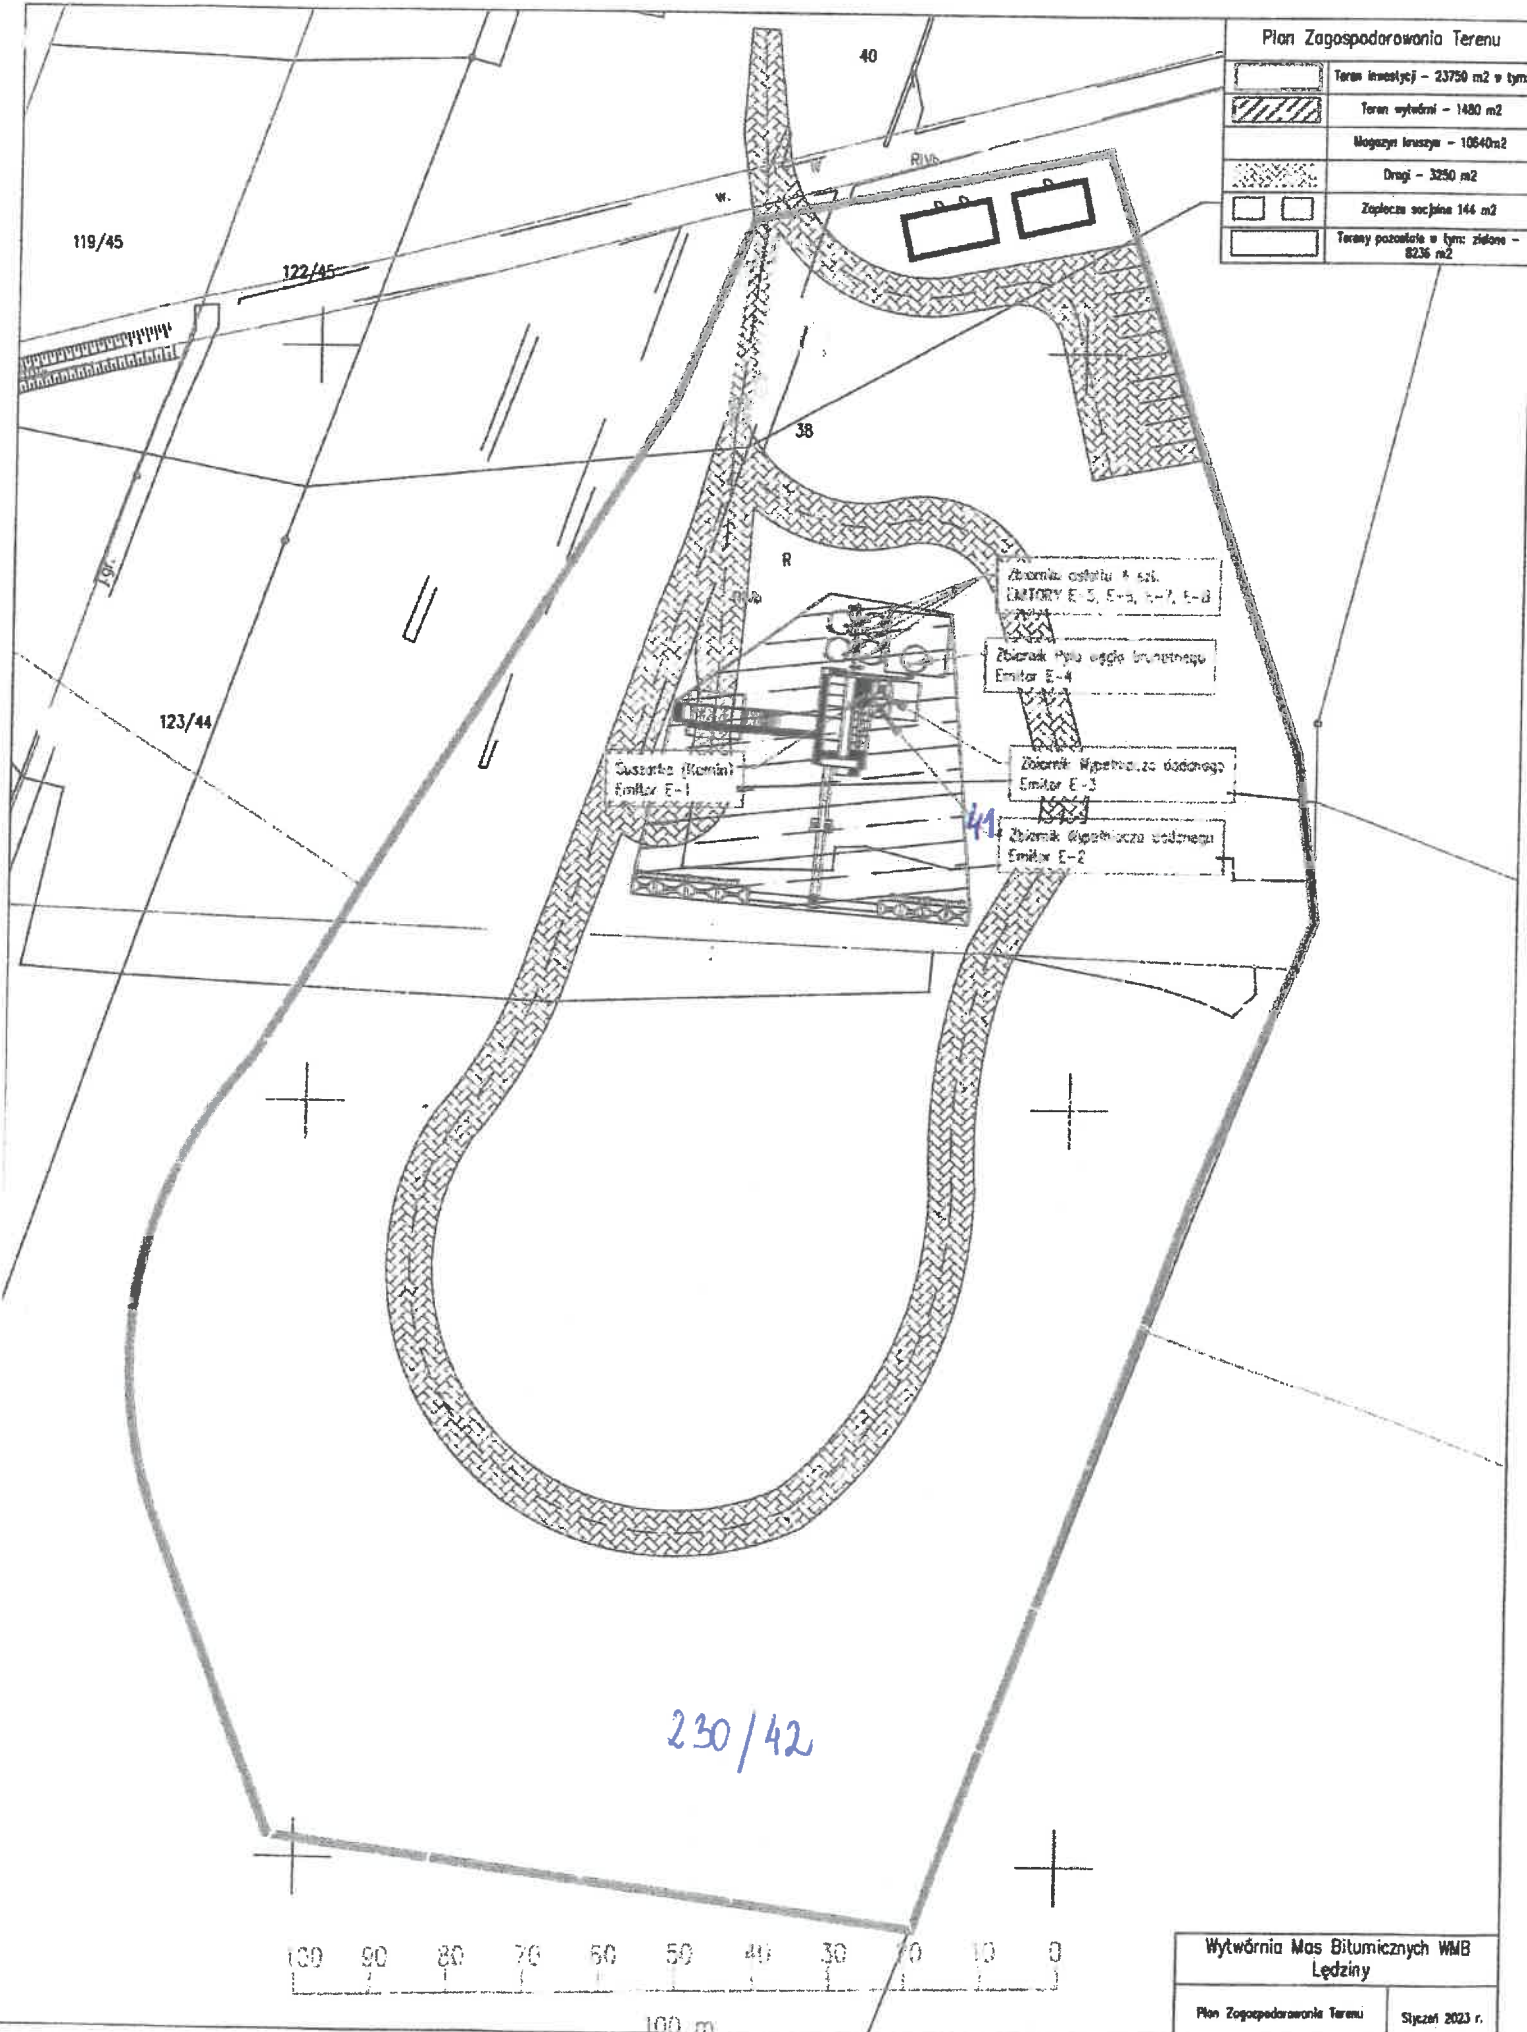 Plan Zagospodarowania Terenu
Teren inwestycji - 23750 m2 w tym:
Teren wytwórni - 1480 m2
Magazyn kruszyw - 10640m2
Drogi - 3250 m2
Zaplecze socjalne 144 m2
Tereny pozostałe w tym: zielone -
8236 m2
40
RIVb
W
w.
119/45
122/45
38
R
RIVb
gr.
Zbiorniki asfaltu 4 szt.
EMITORY E-5, E-6, E-7, E-8
Zbiornik Pyłu węgla brunatnego
Emitor E-4
123/44
Suszarka (Komin)
Emitor E-1
Zbiornik Wypełniacza dodanego
Emitor E-3
41
Zbiornik Wypełniacza
Emitor E-2
230/42
100 90 80 70 60 50 40 30 20 10 0
100 m
Wytwórnia Mas Bitumicznych WMB
Lędziny
Plan Zagospodarowania Terenu
Styczeń 2023 r.